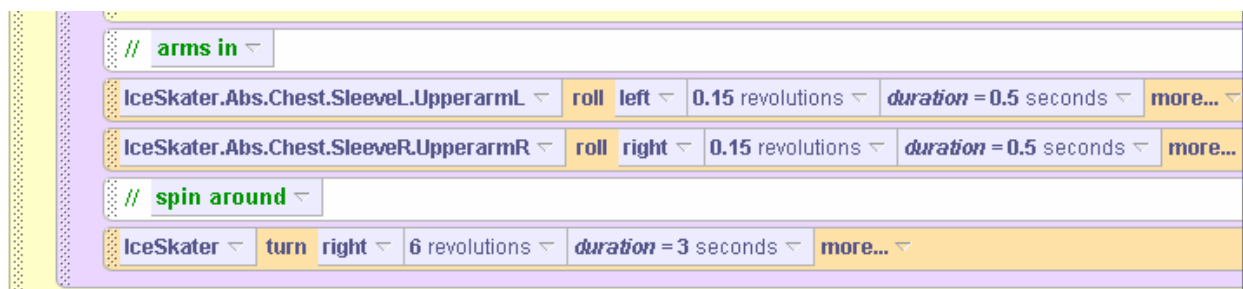 // arms in
IceSkater.Abs.Chest.SleeveL.UpperarmL roll left 0.15 revolutions duration = 0.5 seconds more...
IceSkater.Abs.Chest.SleeveR.UpperarmR roll right 0.15 revolutions duration = 0.5 seconds more...
// spin around
IceSkater turn right 6 revolutions duration = 3 seconds more...